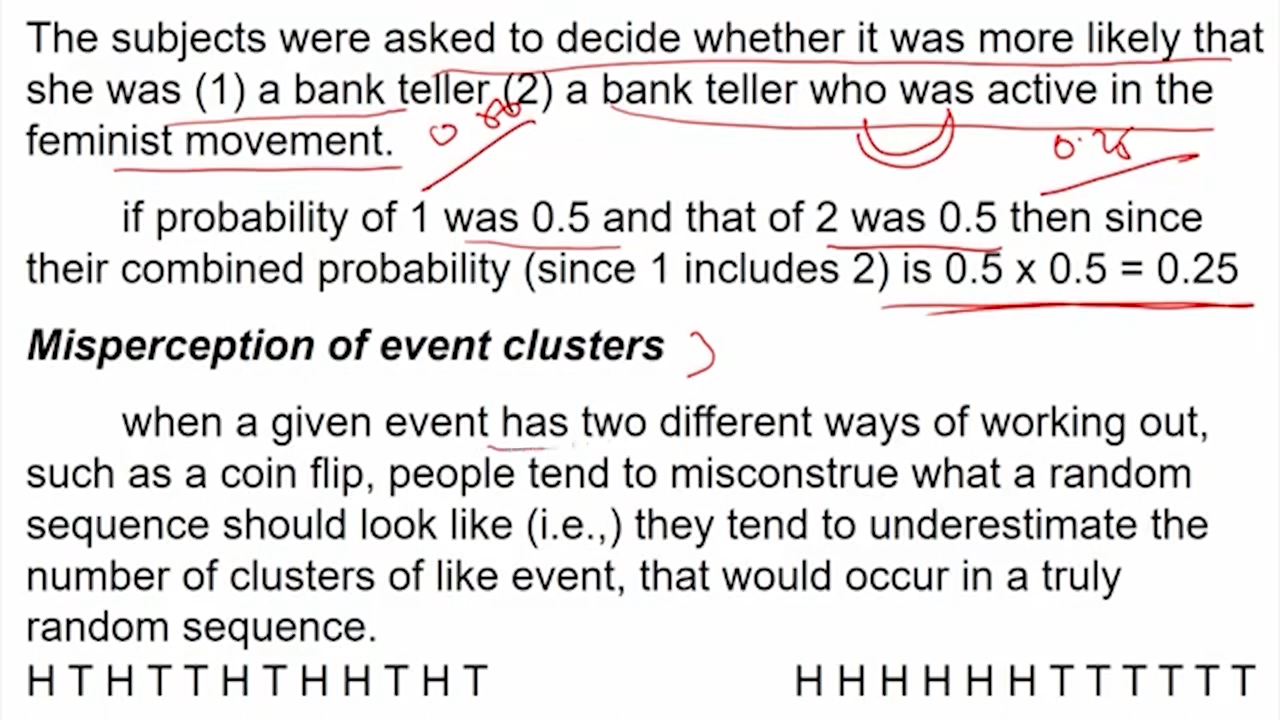 The subjects were asked to decide whether it was more likely that
she was (1) a bank teller (2) a bank teller who was active in the
feminist movement.
0.25
if probability of 1 was 0.5 and that of 2 was 0.5 then since
their combined probability (since 1 includes 2) is 0.5 x 0.5 = 0.25
Misperception of event clusters
when a given event has two different ways of working out,
such as a coin flip, people tend to misconstrue what a random
sequence should look like (i.e.,) they tend to underestimate the
number of clusters of like event, that would occur in a truly
random sequence.
H T H T T H T H H T H T H H H H H H T T T T T T